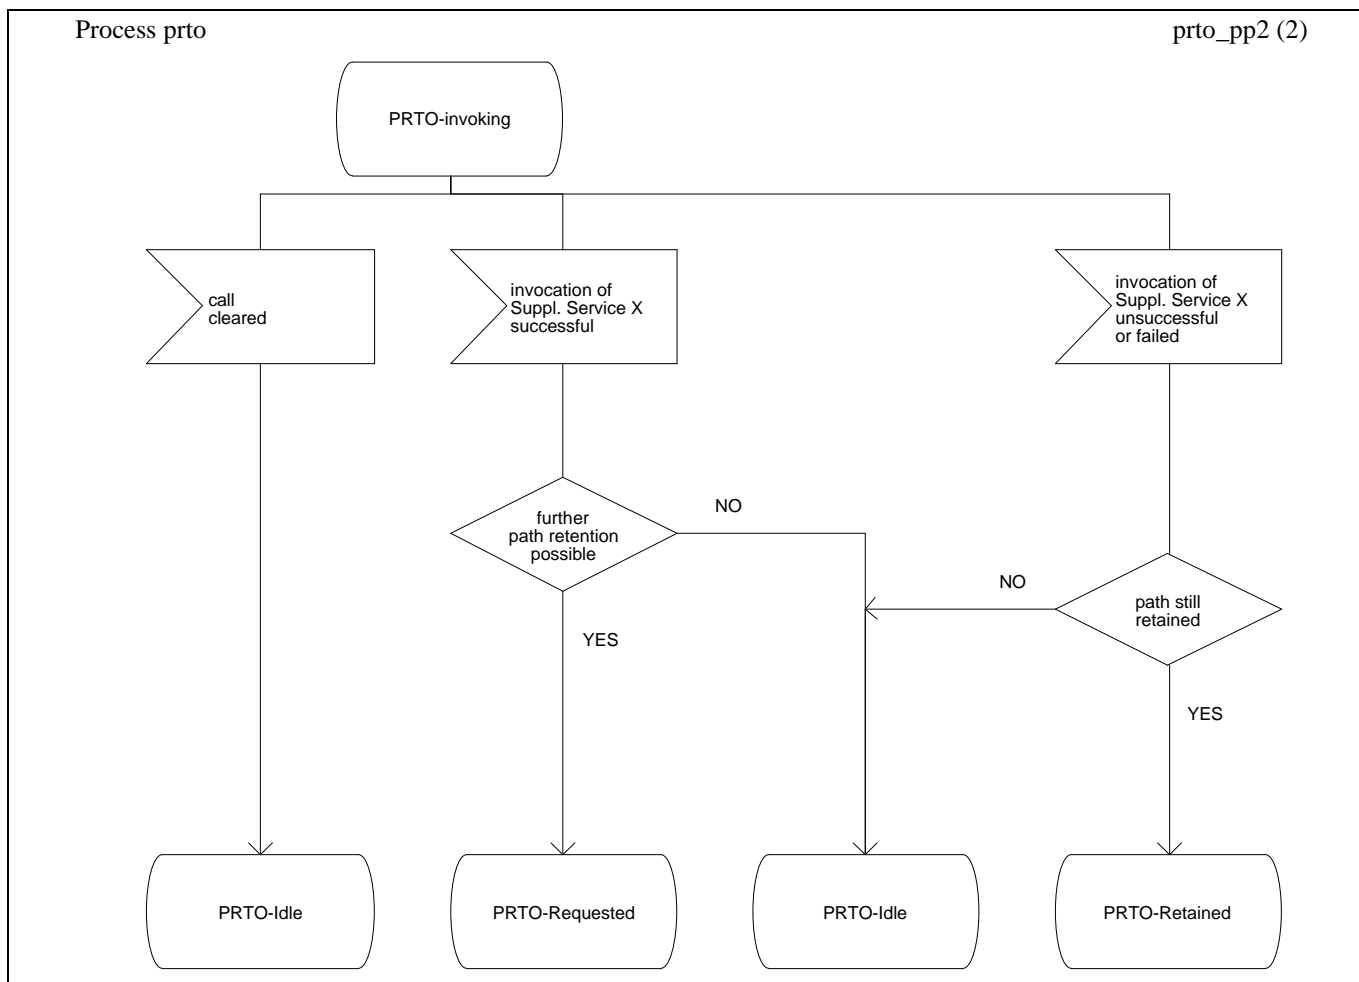 Process prto
prto_pp2 (2)
PRTO-invoking
call
cleared
invocation of
Suppl. Service X
successful
invocation of
Suppl. Service X
unsuccessful
or failed
further
path retention
possible
NO
YES
NO
path still
retained
YES
PRTO-Idle
PRTO-Requested
PRTO-Idle
PRTO-Retained